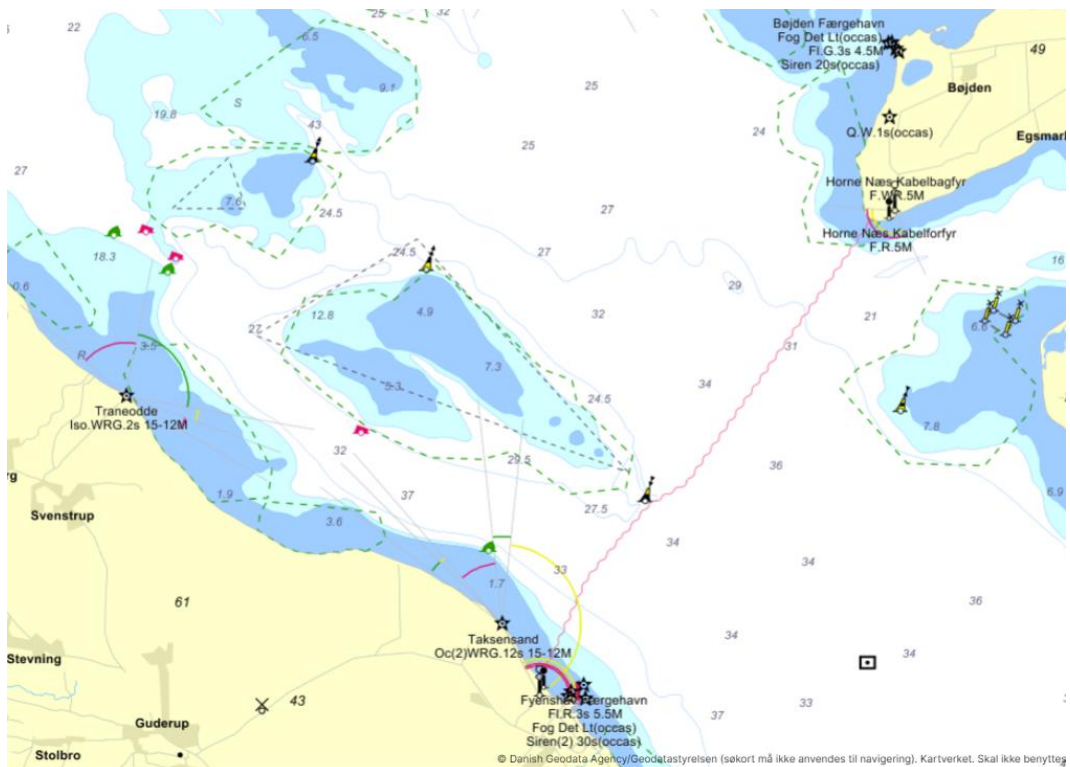 22
25
32
6.5
9.1
S
19.8
43
25
25
24
Bøjden Færgehavn
Fog Det Lt(occas)
Fl.G.3s 4.5M
Siren 20s(occas)
49
Bøjden
Q.W.1s(occas)
Egsmark
27
7.6
24.5
27
Horne Næs Kabelbagfyr
F.WR.5M
Horne Næs Kabelforfyr
F.R.5M
18.3
24.5
27
29
16
0.6
12.8
4.9
32
21
6.6
27
R
3.5
5.3
7.3
31
34
24.5
7.8
Traneodde
Iso.WRG.2s 15-12M
32
29.5
36
1.9
37
27.5
6.9
Svenstrup
3.6
34
34
33
1.7
36
61
34
Taksensand
Oc(2)WRG.12s 15-12M
34
Stevning
43
33
37
Guderup
Fyenshav Færgehavn
Fl.R.3s 5.5M
Fog Det Lt(occas)
Siren(2) 30s(occas)
Stolbro
© Danish Geodata Agency/Geodatastyrelsen (søkort må ikke anvendes til navigering). Kartverket. Skal ikke benyttes